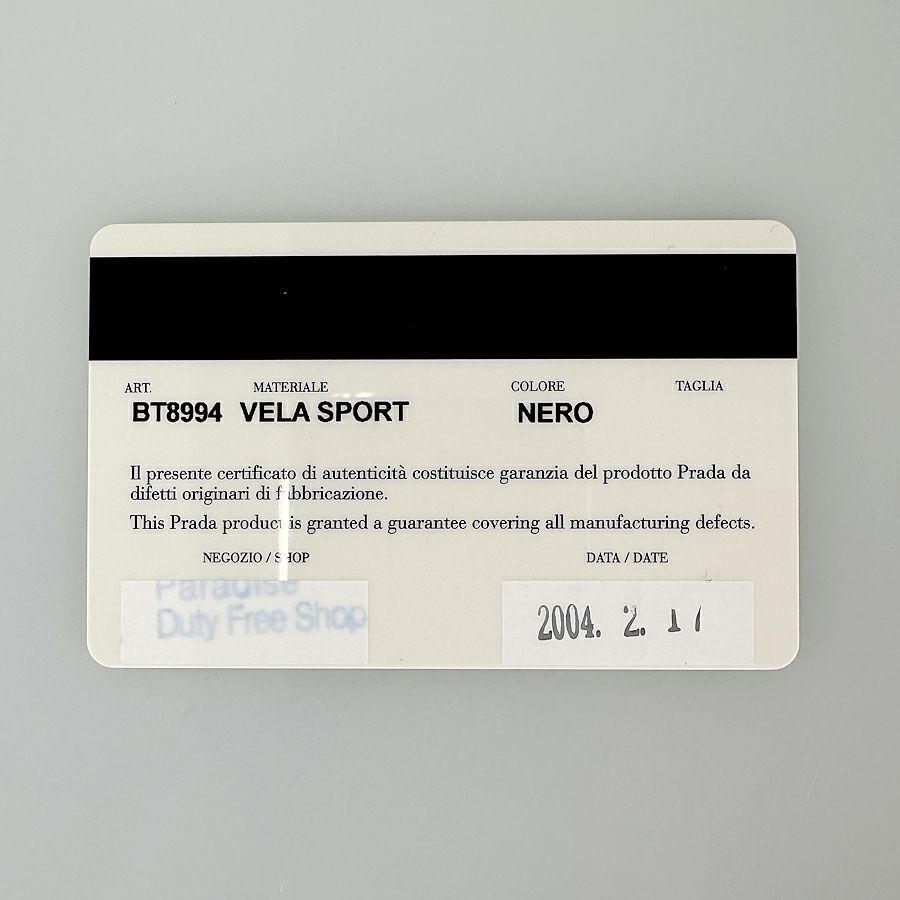 ART. MATERIALE COLORE TAGLIA
BT8994 VELA SPORT NERO
Il presente certificato di autenticità costituisce garanzia del prodotto Prada da
difetti originari di fabbricazione.
This Prada product is granted a guarantee covering all manufacturing defects.
NEGOZIO / SHOP DATA / DATE
Paradise
Duty Free Shop 2004. 2. 17